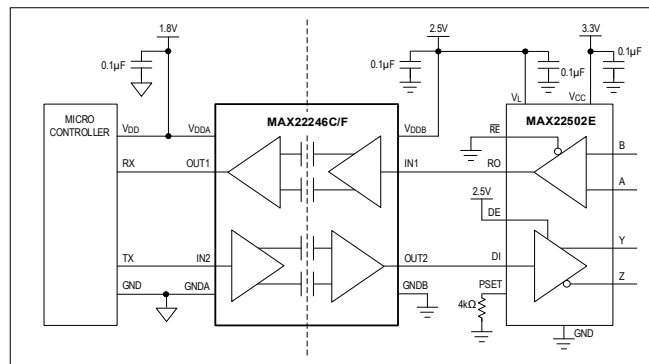 1.8V
2.5V
3.3V
0.1µF
0.1µF
0.1µF
0.1µF
VL
VCC
MICRO
CONTROLLER
MAX22246C/F
MAX22502E
VDD
VDDA
VDDB
RE
B
RX
OUT1
IN1
RO
A
2.5V
DE
Y
TX
IN2
OUT2
DI
Z
PSET
GND
GNDA
GNDB
4kΩ
GND